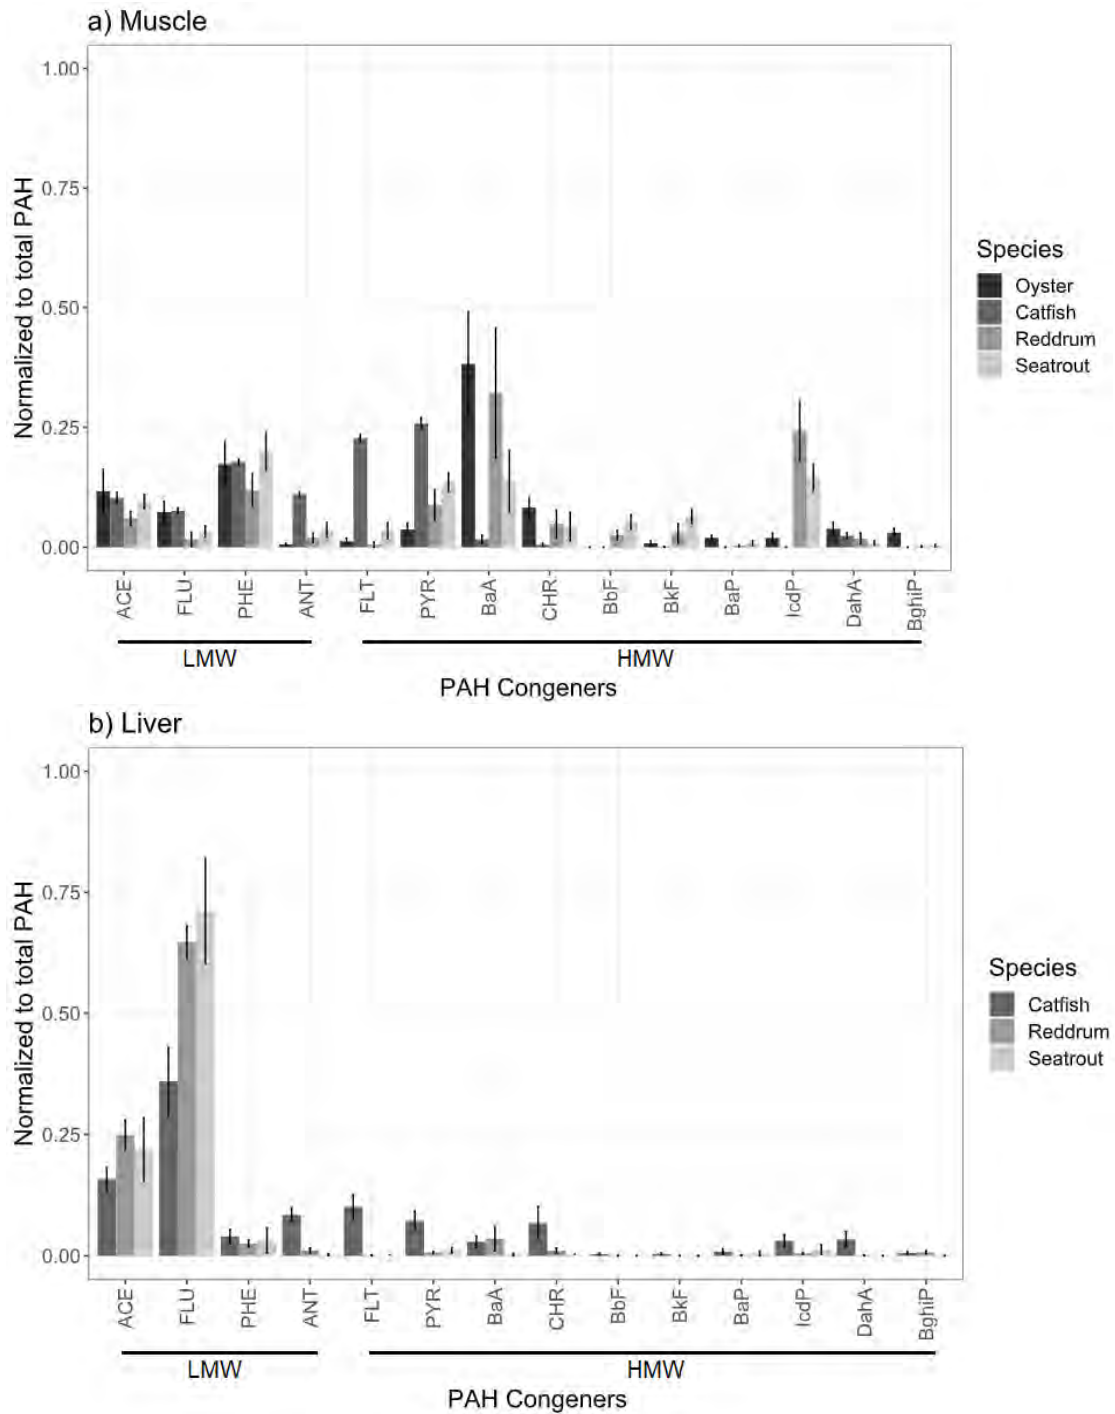 a) Muscle
1.00
0.75
0.50
0.25
0.00
Normalized to total PAH
ACE FLU PHE ANT FLT PYR BaA CHR BbF BkF BaP IcdP DahA BghiP
LMW HMW
PAH Congeners
Species
Oyster
Catfish
Reddrum
Seatrout
b) Liver
1.00
0.75
0.50
0.25
0.00
Normalized to total PAH
ACE FLU PHE ANT FLT PYR BaA CHR BbF BkF BaP IcdP DahA BghiP
LMW HMW
PAH Congeners
Species
Catfish
Reddrum
Seatrout